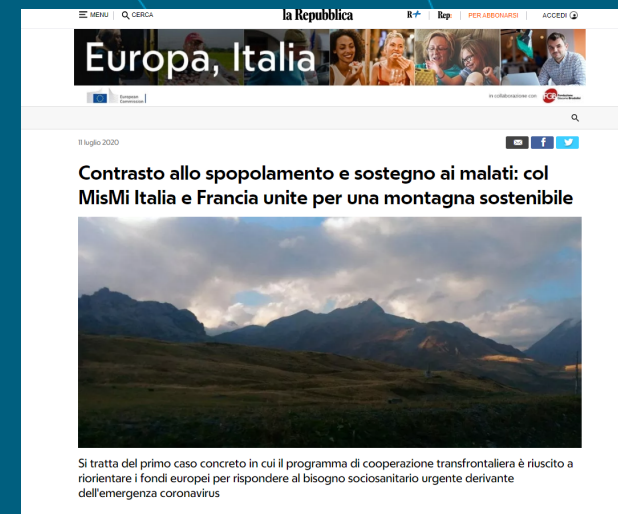 MENU CERCA la Repubblica R+ Rep: PER ABBONARSI ACCEDI
Europa, Italia
European
Commission
in collaborazione con FCB
11 luglio 2020
Contrasto allo spopolamento e sostegno ai malati: col
MisMi Italia e Francia unite per una montagna sostenibile
Si tratta del primo caso concreto in cui il programma di cooperazione transfrontaliera è riuscito a
riorientare i fondi europei per rispondere al bisogno sociosanitario urgente derivante
dell'emergenza coronavirus